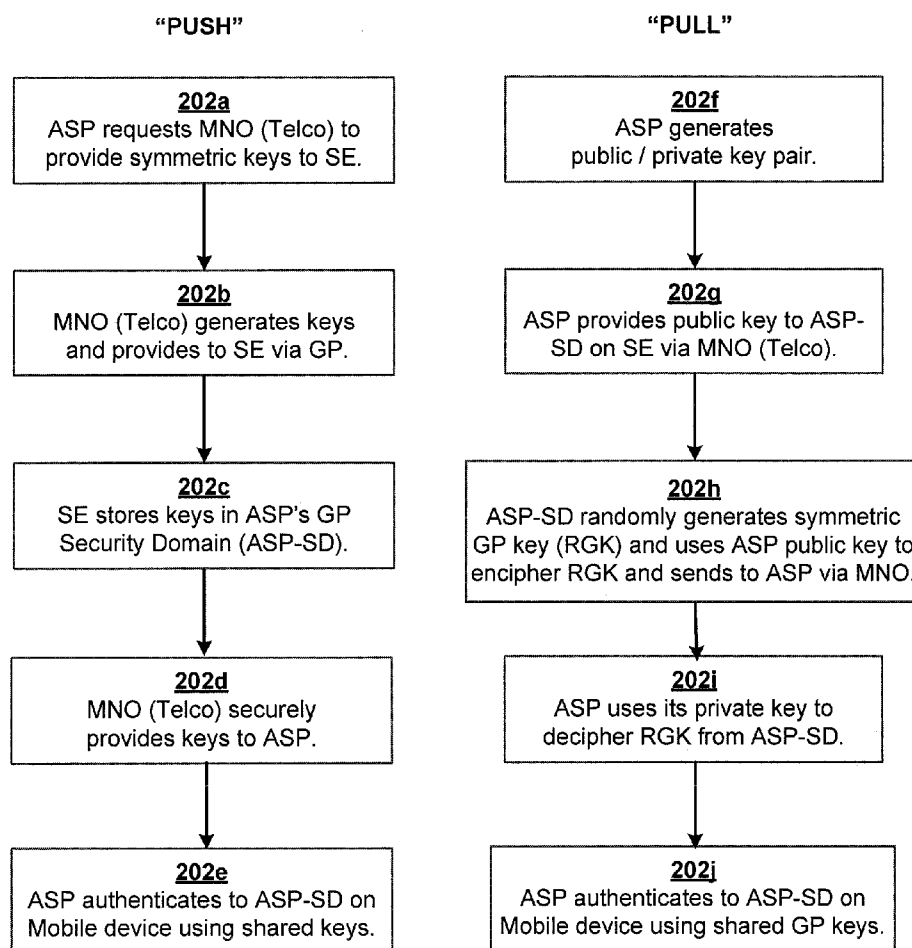 "PUSH"
202a
ASP requests MNO (Telco) to
provide symmetric keys to SE.
202b
MNO (Telco) generates keys
and provides to SE via GP.
202c
SE stores keys in ASP's GP
Security Domain (ASP-SD).
202d
MNO (Telco) securely
provides keys to ASP.
202e
ASP authenticates to ASP-SD on
Mobile device using shared keys.
"PULL"
202f
ASP generates
public / private key pair.
202g
ASP provides public key to ASP-
SD on SE via MNO (Telco).
202h
ASP-SD randomly generates symmetric
GP key (RGK) and uses ASP public key to
encipher RGK and sends to ASP via MNO.
202i
ASP uses its private key to
decipher RGK from ASP-SD.
202j
ASP authenticates to ASP-SD on
Mobile device using shared GP keys.